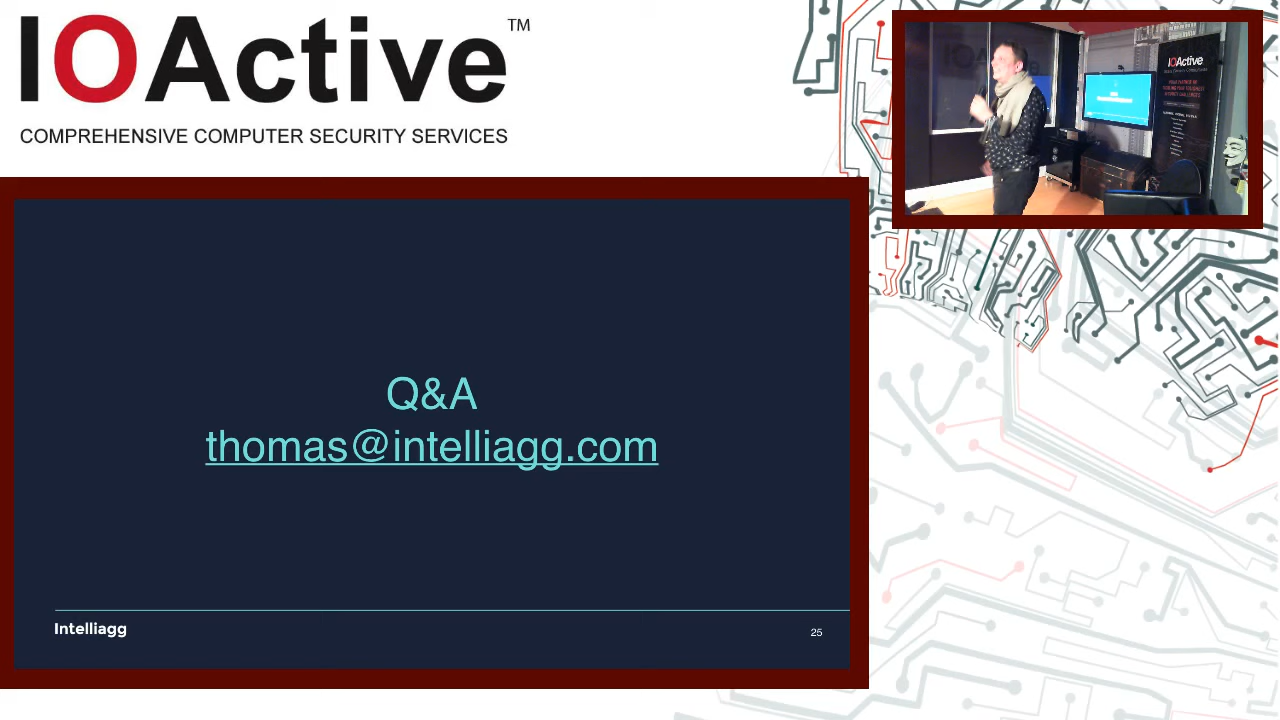 IOActive™
COMPREHENSIVE COMPUTER SECURITY SERVICES
IOActive
Q&A
thomas@intelliagg.com
Intelliagg
25